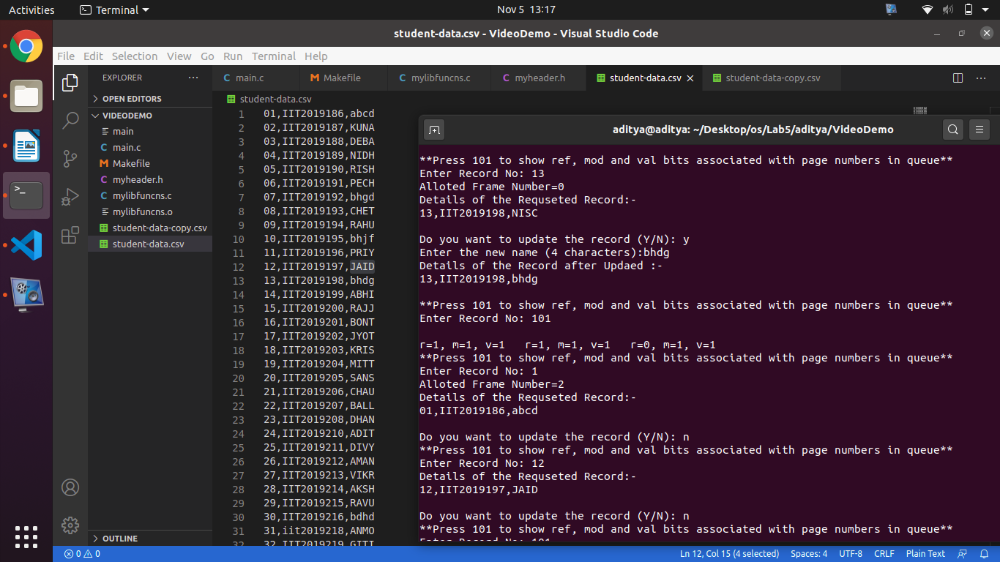 Activities
Terminal
Nov 5 13:17
student-data.csv - VideoDemo - Visual Studio Code
File Edit Selection View Go Run Terminal Help
EXPLORER
OPEN EDITORS
VIDEODEMO
main
main.c
Makefile
myheader.h
mylibfuncns.c
mylibfuncns.o
student-data-copy.csv
student-data.csv
OUTLINE
main.c
Makefile
mylibfuncns.c
myheader.h
student-data.csv
student-data-copy.csv
student-data.csv
1 01,IIT2019186,abcd
2 02,IIT2019187,KUNA
3 03,IIT2019188,DEBA
4 04,IIT2019189,NIDH
5 05,IIT2019190,RISH
6 06,IIT2019191,PECH
7 07,IIT2019192,bhgd
8 08,IIT2019193,CHET
9 09,IIT2019194,RAHU
10 10,IIT2019195,bhjf
11 11,IIT2019196,PRIY
12 12,IIT2019197,JAID
13 13,IIT2019198,bhdg
14 14,IIT2019199,ABHI
15 15,IIT2019200,RAJJ
16 16,IIT2019201,BONT
17 17,IIT2019202,JYOT
18 18,IIT2019203,KRIS
19 19,IIT2019204,MITT
20 20,IIT2019205,SANS
21 21,IIT2019206,CHAU
22 22,IIT2019207,BALL
23 23,IIT2019208,DHAN
24 24,IIT2019210,ADIT
25 25,IIT2019211,DIVY
26 26,IIT2019212,AMAN
27 27,IIT2019213,VIKR
28 28,IIT2019214,AKSH
29 29,IIT2019215,RAVU
30 30,IIT2019216,bdhd
31 31,iit2019218,ANMO
32 32,IIT2019219,GITI
aditya@aditya: ~/Desktop/os/Lab5/aditya/VideoDemo
**Press 101 to show ref, mod and val bits associated with page numbers in queue**
Enter Record No: 13
Alloted Frame Number=0
Details of the Requseted Record:-
13,IIT2019198,NISC
Do you want to update the record (Y/N): y
Enter the new name (4 characters):bhdg
Details of the Record after Updaed :-
13,IIT2019198,bhdg
**Press 101 to show ref, mod and val bits associated with page numbers in queue**
Enter Record No: 101
r=1, m=1, v=1 r=1, m=1, v=1 r=0, m=1, v=1
**Press 101 to show ref, mod and val bits associated with page numbers in queue**
Enter Record No: 1
Alloted Frame Number=2
Details of the Requseted Record:-
01,IIT2019186,abcd
Do you want to update the record (Y/N): n
**Press 101 to show ref, mod and val bits associated with page numbers in queue**
Enter Record No: 12
Details of the Requseted Record:-
12,IIT2019197,JAID
Do you want to update the record (Y/N): n
**Press 101 to show ref, mod and val bits associated with page numbers in queue**
Enter Record No: 101
0 0
Ln 12, Col 15 (4 selected) Spaces: 4 UTF-8 CRLF Plain Text